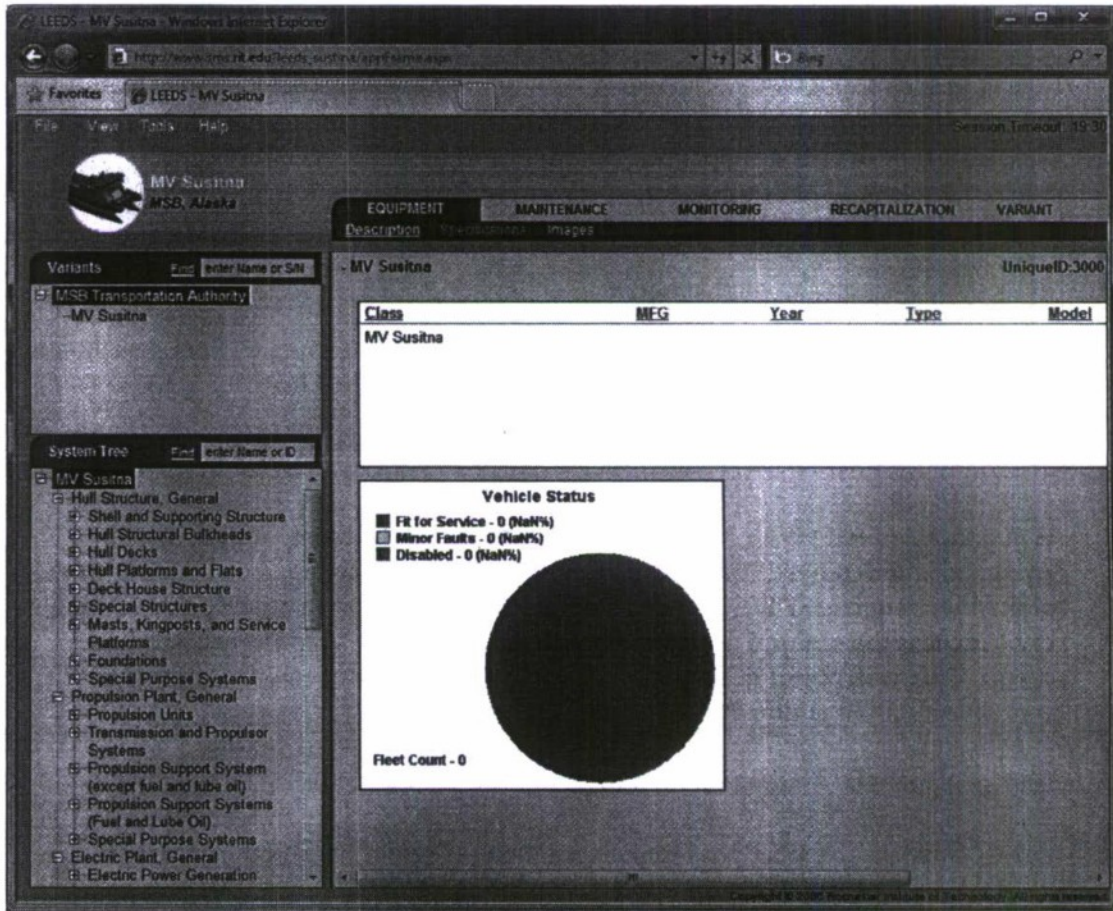 LEEDS - MV Susitna - Windows Internet Explorer
Bing
Favorites
LEEDS - MV Susitna
File View Tools Help
Session Timeout: 19:30
MV Susitna
MSB, Alaska
EQUIPMENT MAINTENANCE MONITORING RECAPITALIZATION VARIANT
Description Specifications Images
Variants Find enter Name or S/N
MSB Transportation Authority
MV Susitna
- MV Susitna UniqueID:3000
Class MFG Year Type Model
MV Susitna
System Tree Find enter Name or ID
MV Susitna
Hull Structure, General
Shell and Supporting Structure
Hull Structural Bulkheads
Hull Decks
Hull Platforms and Flats
Deck House Structure
Special Structures
Masts, Kingposts, and Service
Platforms
Foundations
Special Purpose Systems
Propulsion Plant, General
Propulsion Units
Transmission and Propulsor
Systems
Propulsion Support System
(except fuel and lube oil)
Propulsion Support Systems
(Fuel and Lube Oil)
Special Purpose Systems
Electric Plant, General
Electric Power Generation
Vehicle Status
Fit for Service - 0 (NaN%)
Minor Faults - 0 (NaN%)
Disabled - 0 (NaN%)
Fleet Count - 0